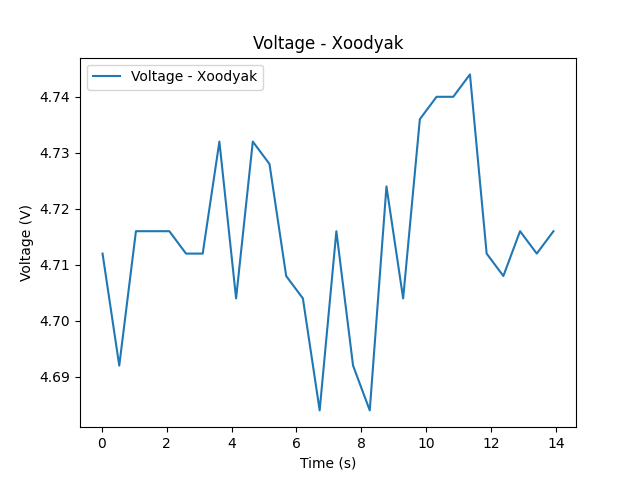 Voltage - Xoodyak
Voltage - Xoodyak
Voltage (V)
4.74
4.73
4.72
4.71
4.70
4.69
0 2 4 6 8 10 12 14
Time (s)